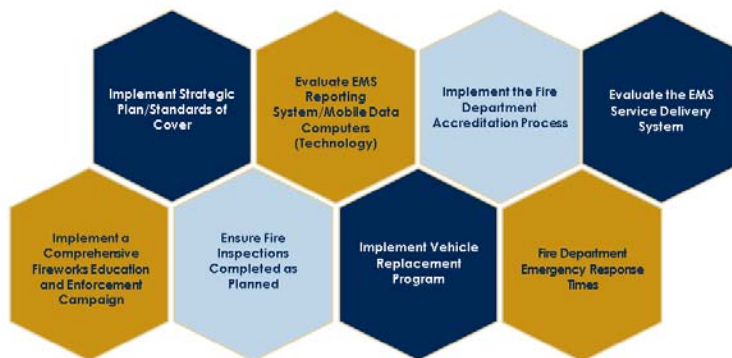 Implement Strategic
Plan/Standards of
Cover
Evaluate EMS
Reporting
System/Mobile Data
Computers
(Technology)
Implement the Fire
Department
Accreditation Process
Evaluate the EMS
Service Delivery
System
Implement a
Comprehensive
Fireworks Education
and Enforcement
Campaign
Ensure Fire
Inspections
Completed as
Planned
Implement Vehicle
Replacement
Program
Fire Department
Emergency Response
Times